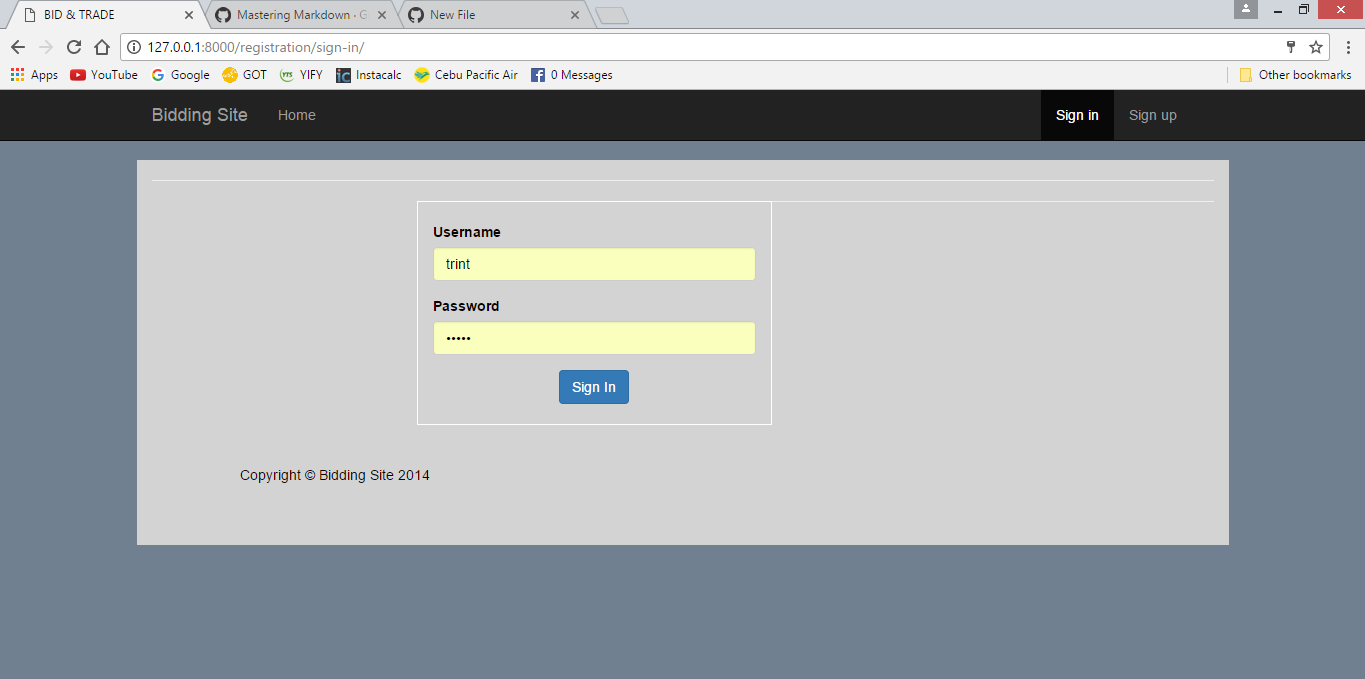 BID & TRADE
Mastering Markdown - G
New File
127.0.0.1:8000/registration/sign-in/
Apps YouTube Google GOT YIFY Instacalc Cebu Pacific Air 0 Messages Other bookmarks
Bidding Site Home Sign in Sign up
Username
trint
Password
•••••
Sign In
Copyright © Bidding Site 2014